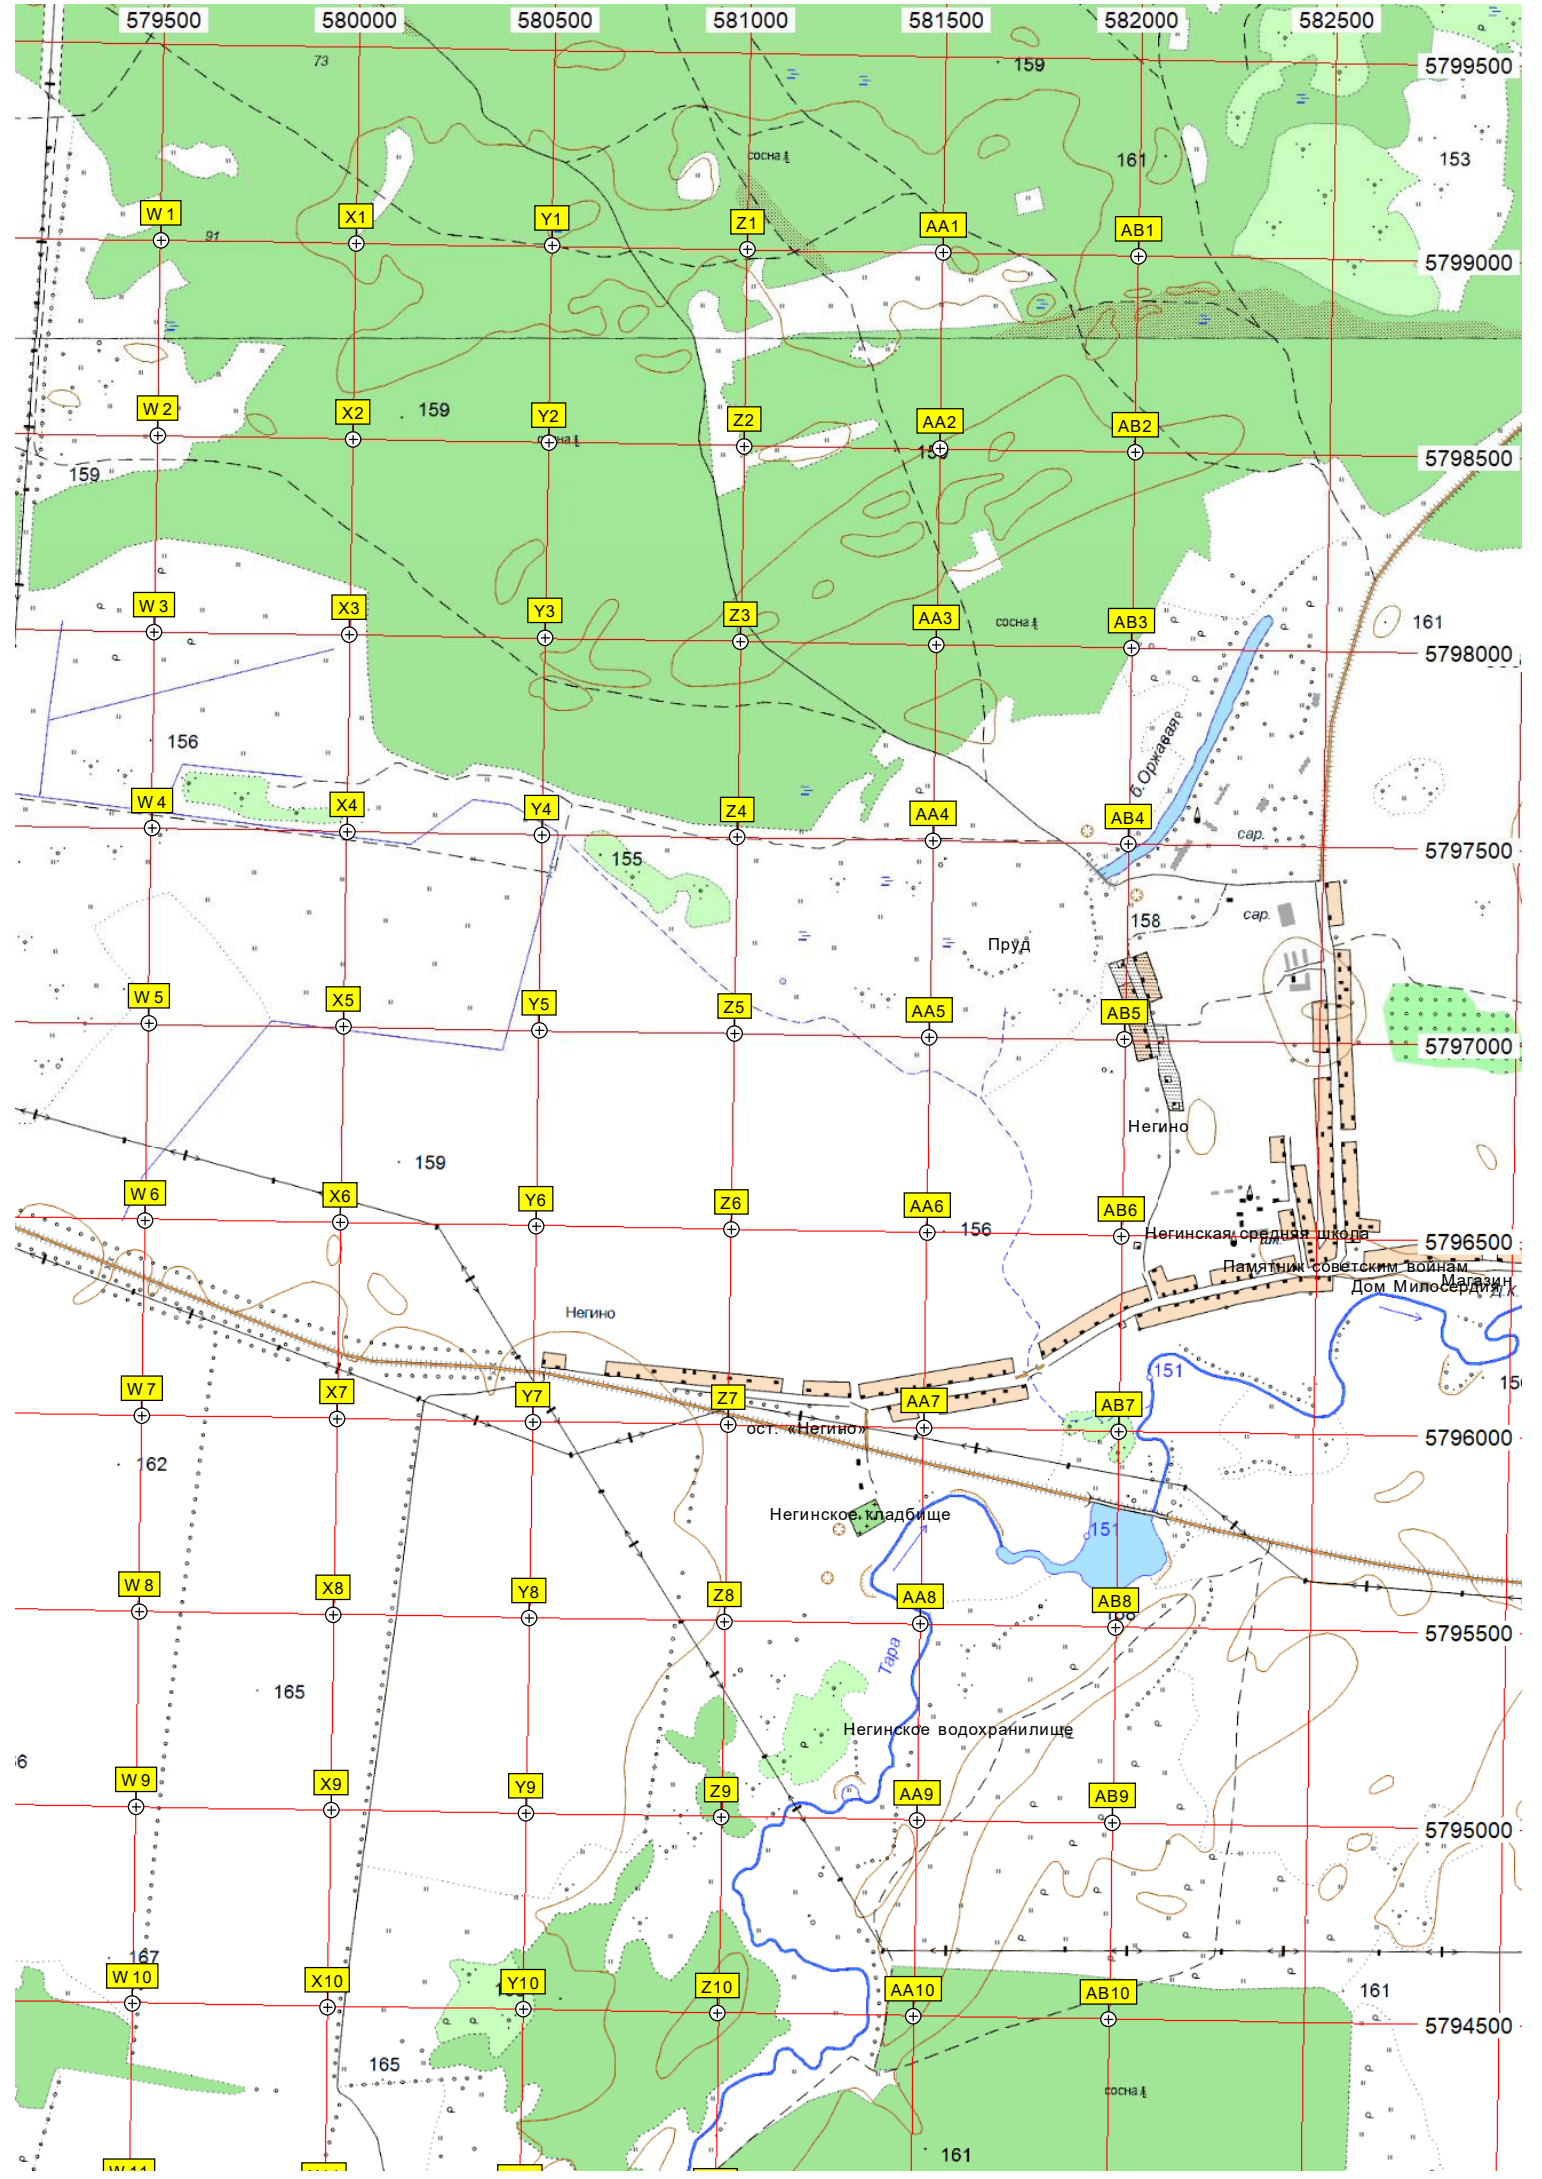 579500 580000 580500 581000 581500 582000 582500
73
159
5799500
сосна
161
153
W 1 X1 Y1 Z1 AA1 AB1
91
5799000
W 2 X2 159 Y2 Z2 AA2 AB2
159
5798500
W 3 X3 Y3 Z3 AA3 AB3
сосна
161
5798000
156
б.Оржавая
W 4 X4 Y4 Z4 AA4 AB4
сар.
5797500
155
158
сар.
Пруд
W 5 X5 Y5 Z5 AA5 AB5
5797000
Негино
159
W 6 X6 Y6 Z6 AA6 AB6
156
Негинская средняя школа
5796500
Памятник советским войнам
Магазин
Дом Милосердия
Негино
151
W 7 X7 Y7 Z7 AA7 AB7
ост. «Негино»
5796000
162
Негинское кладбище
151
W 8 X8 Y8 Z8 AA8 AB8
5795500
Тара
165
Негинское водохранилище
W 9 X9 Y9 Z9 AA9 AB9
5795000
167
W 10 X10 Y10 Z10 AA10 AB10
161
5794500
165
сосна
161